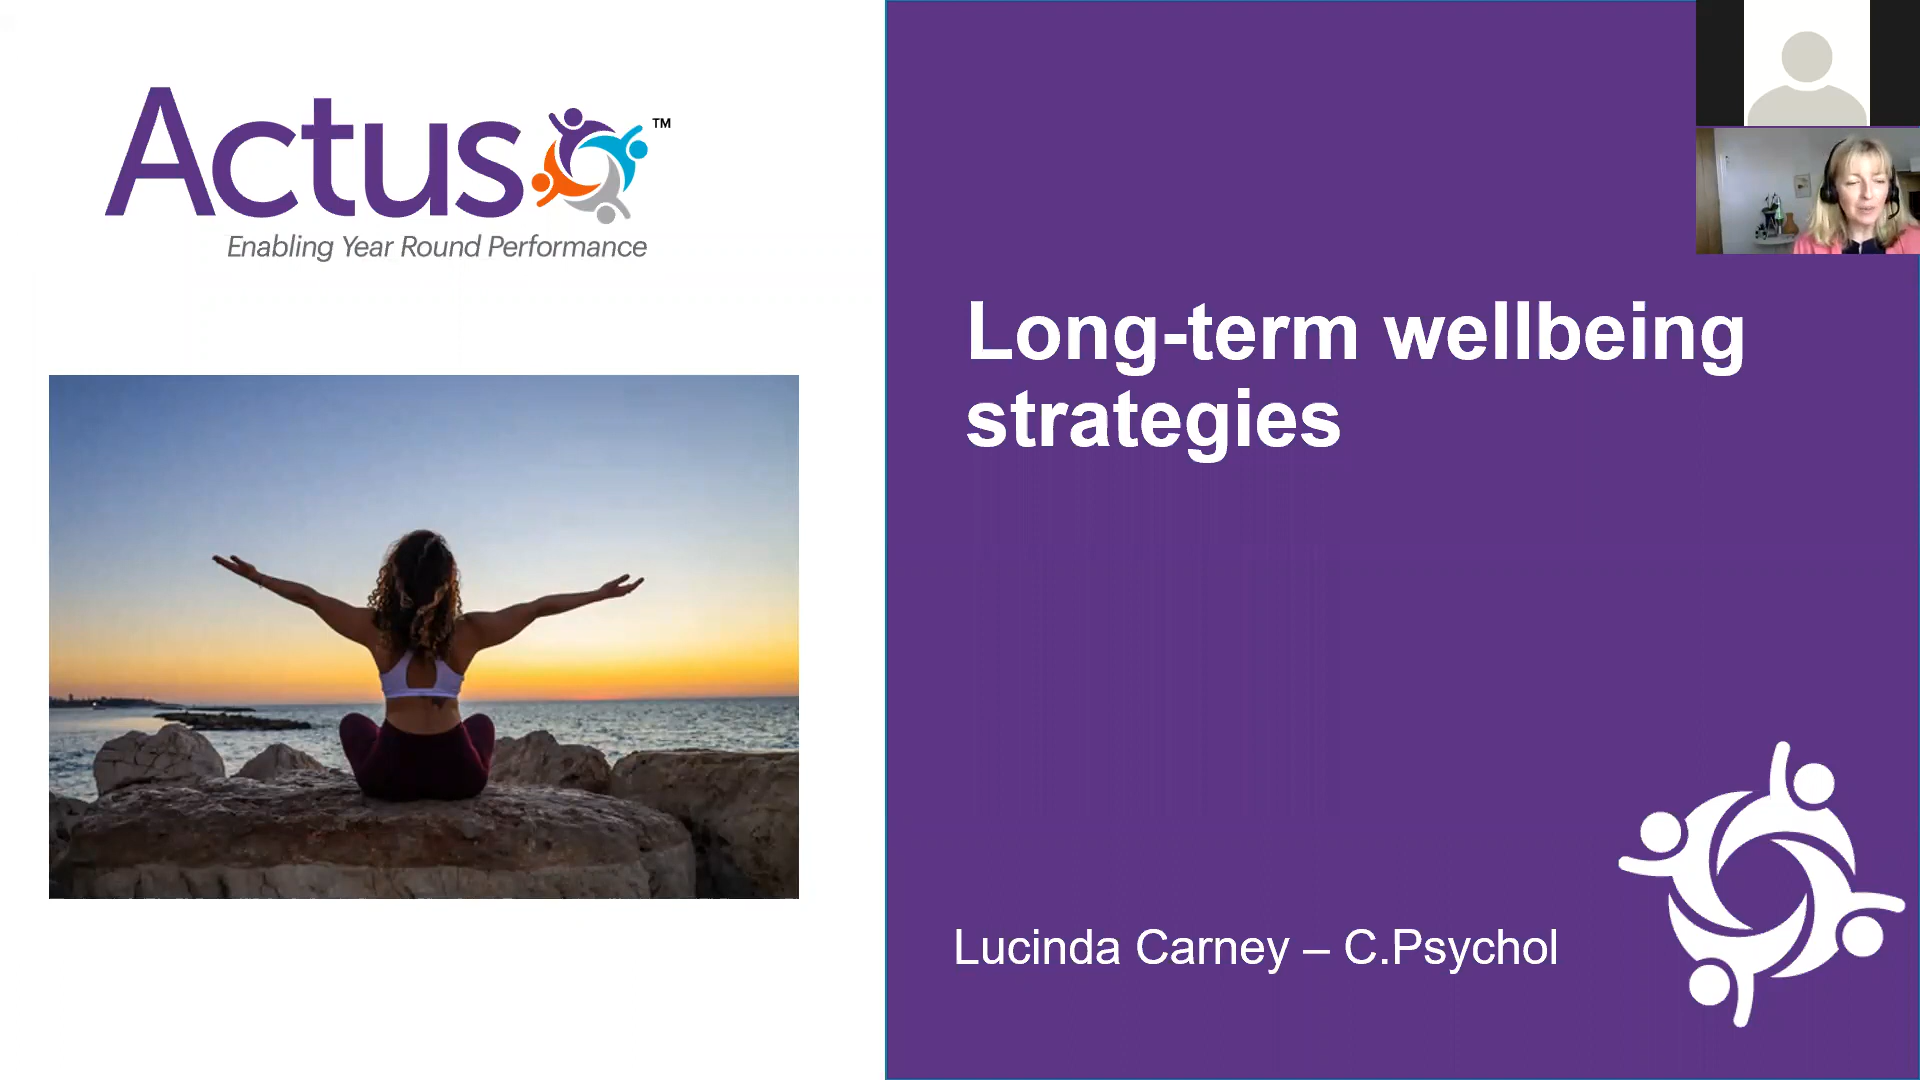 Actus™
Enabling Year Round Performance
Long-term wellbeing
strategies
Lucinda Carney – C.Psychol